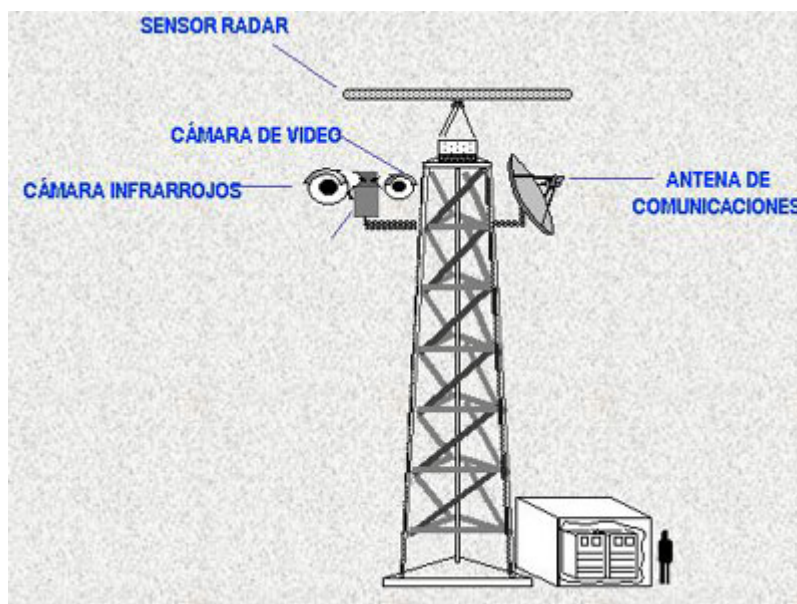 SENSOR RADAR
CÁMARA DE VIDEO
CÁMARA INFRARROJOS
ANTENA DE
COMUNICACIONES